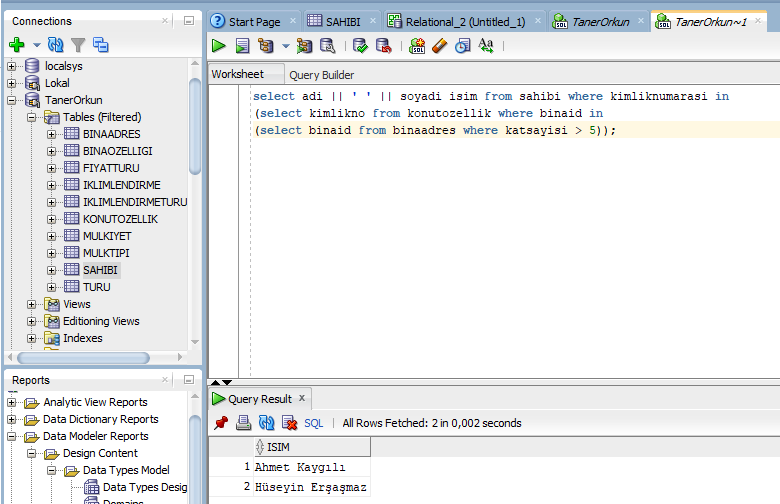 Connections
localsys
Lokal
TanerOrkun
Tables (Filtered)
BINAADRES
BINAOZELLIGI
FIYATTURU
IKLIMLENDIRME
IKLIMLENDIRMETURU
KONUTOZELLIK
MULKIYET
MULKTIPI
SAHIBI
TURU
Views
Editioning Views
Indexes
Reports
Analytic View Reports
Data Dictionary Reports
Data Modeler Reports
Design Content
Data Types Model
Data Types Desig
Domains
Start Page
SAHIBI
Relational_2 (Untitled_1)
TanerOrkun
TanerOrkun~1
Worksheet
Query Builder
select adi || ' ' || soyadi isim from sahibi where kimliknumarasi in
(select kimlikno from konutozellik where binaid in
(select binaid from binaadres where katsayisi > 5));
Query Result
SQL | All Rows Fetched: 2 in 0,002 seconds
ISIM
1 Ahmet Kaygılı
2 Hüseyin Erşaşmaz